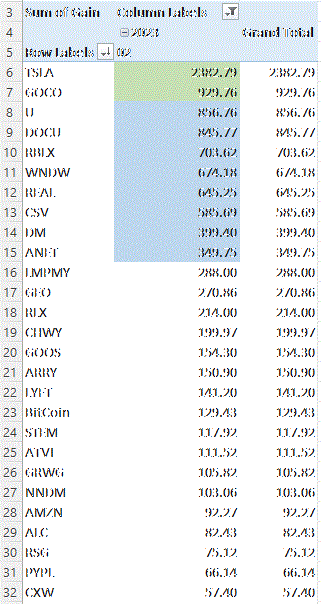 3 Sum of Gain Column Labels
4 2023 Grand Total
5 Row Labels 02
6 TSLA 2382.79 2382.79
7 GOCO 929.76 929.76
8 U 856.76 856.76
9 DOCU 845.77 845.77
10 RBLX 703.62 703.62
11 WNDW 674.18 674.18
12 REAL 645.25 645.25
13 CSV 585.69 585.69
14 DM 399.40 399.40
15 ANET 349.75 349.75
16 LMPMY 288.00 288.00
17 GEO 270.86 270.86
18 RLX 214.00 214.00
19 CHWY 199.97 199.97
20 GOOS 154.30 154.30
21 ARRY 150.90 150.90
22 LYFT 141.20 141.20
23 BitCoin 129.43 129.43
24 STEM 117.92 117.92
25 ATVI 111.52 111.52
26 GRWG 105.82 105.82
27 NNDM 103.06 103.06
28 AMZN 92.27 92.27
29 ALC 82.43 82.43
30 RSG 75.12 75.12
31 PYPL 66.14 66.14
32 CXW 57.40 57.40